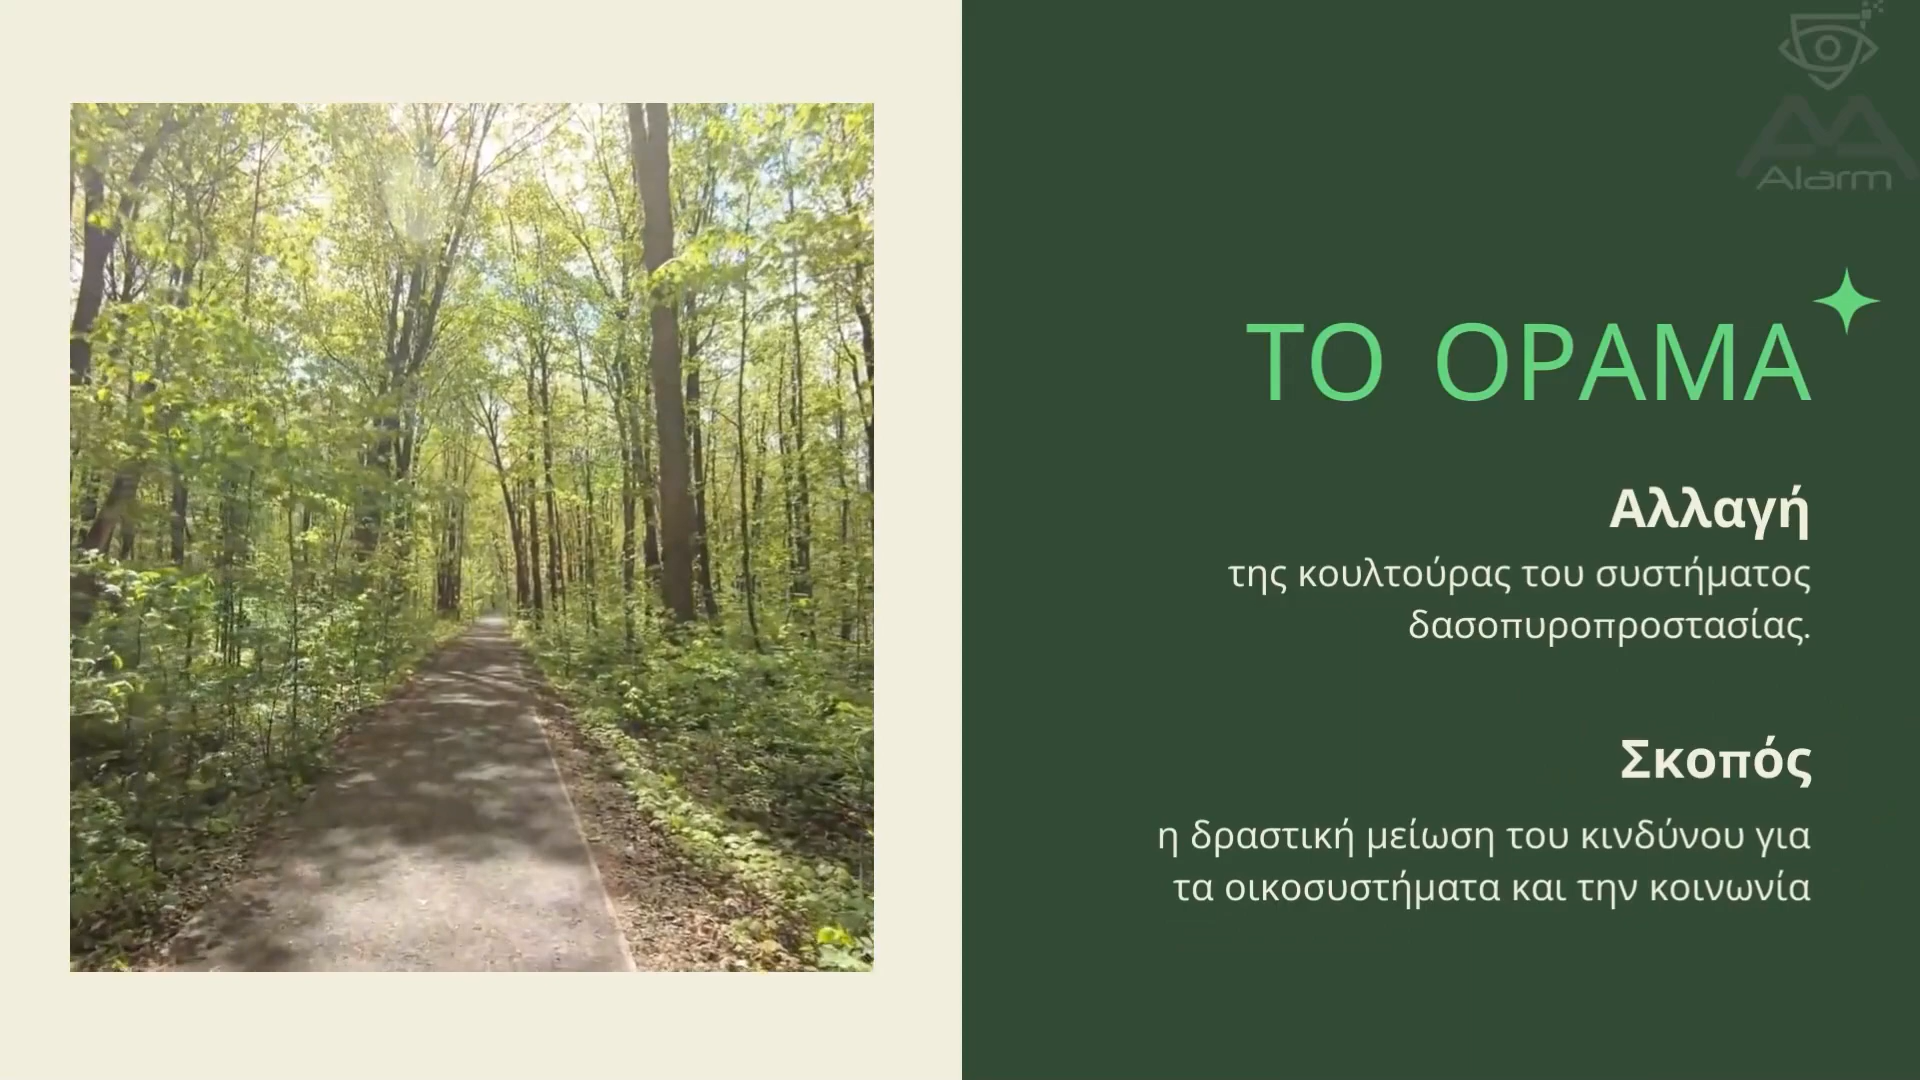 Alarm
ΤΟ ΟΡΑΜΑ
Αλλαγή
της κουλτούρας του συστήματος
δασοπυροπροστασίας.
Σκοπός
η δραστική μείωση του κινδύνου για
τα οικοσυστήματα και την κοινωνία